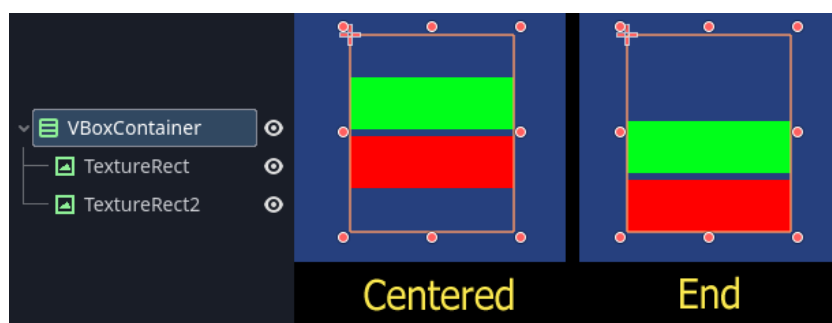 VBoxContainer
TextureRect
TextureRect2
Centered
End